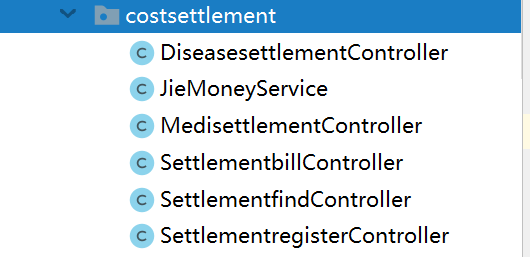 costsettlement
C DiseasesettlementController
C JieMoneyService
C MedisettlementController
C SettlementbillController
C SettlementfindController
C SettlementregisterController